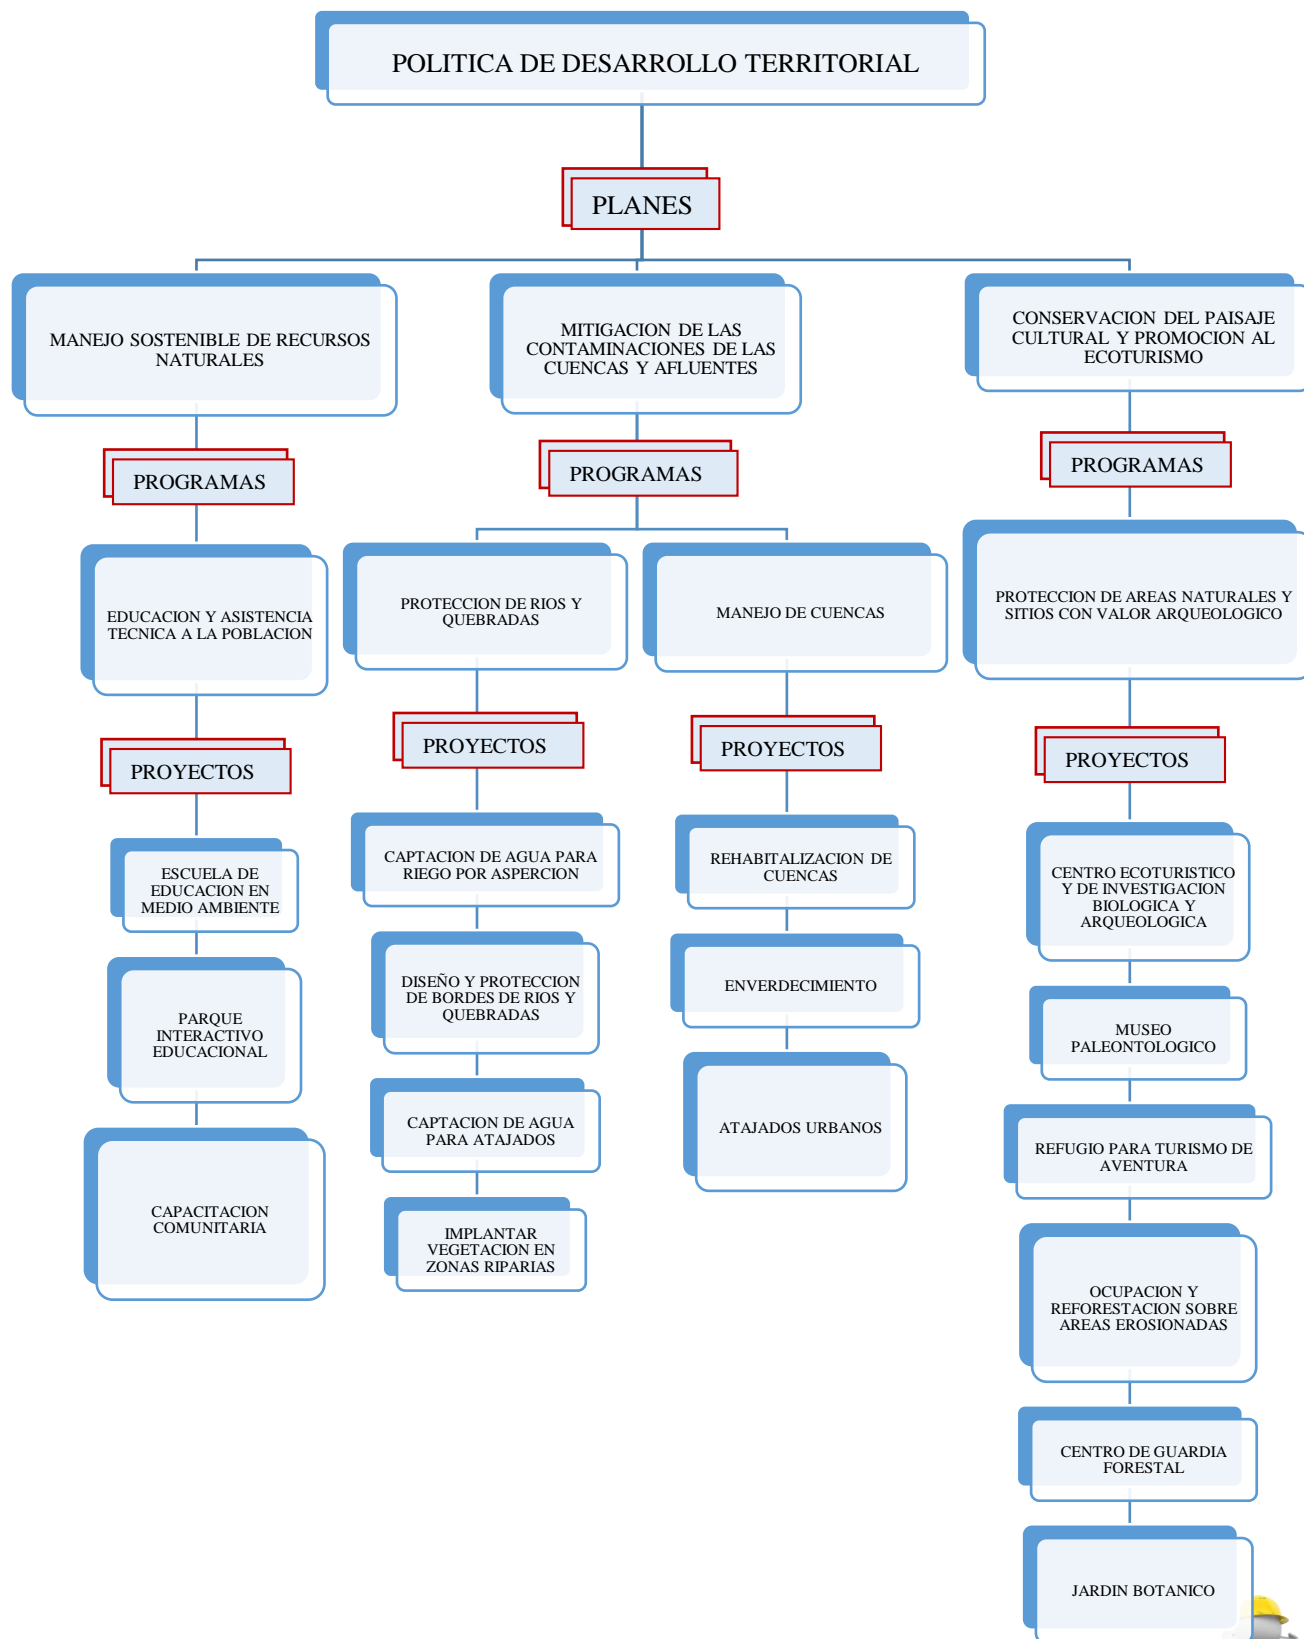 POLITICA DE DESARROLLO TERRITORIAL
PLANES
MANEJO SOSTENIBLE DE RECURSOS
NATURALES
MITIGACION DE LAS
CONTAMINACIONES DE LAS
CUENCAS Y AFLUENTES
CONSERVACION DEL PAISAJE
CULTURAL Y PROMOCION AL
ECOTURISMO
PROGRAMAS
PROGRAMAS
PROGRAMAS
EDUCACION Y ASISTENCIA
TECNICA A LA POBLACION
PROTECCION DE RIOS Y
QUEBRADAS
MANEJO DE CUENCAS
PROTECCION DE AREAS NATURALES Y
SITIOS CON VALOR ARQUEOLOGICO
PROYECTOS
PROYECTOS
PROYECTOS
PROYECTOS
ESCUELA DE
EDUCACION EN
MEDIO AMBIENTE
PARQUE
INTERACTIVO
EDUCACIONAL
CAPACITACION
COMUNITARIA
CAPTACION DE AGUA PARA
RIEGO POR ASPERCION
DISEÑO Y PROTECCION
DE BORDES DE RIOS Y
QUEBRADAS
CAPTACION DE AGUA
PARA ATAJADOS
IMPLANTAR
VEGETACION EN
ZONAS RIPARIAS
REHABITALIZACION DE
CUENCAS
ENVERDECIMIENTO
ATAJADOS URBANOS
CENTRO ECOTURISTICO
Y DE INVESTIGACION
BIOLOGICA Y
ARQUEOLOGICA
MUSEO
PALEONTOLOGICO
REFUGIO PARA TURISMO DE
AVENTURA
OCUPACION Y
REFORESTACION SOBRE
AREAS EROSIONADAS
CENTRO DE GUARDIA
FORESTAL
JARDIN BOTANICO